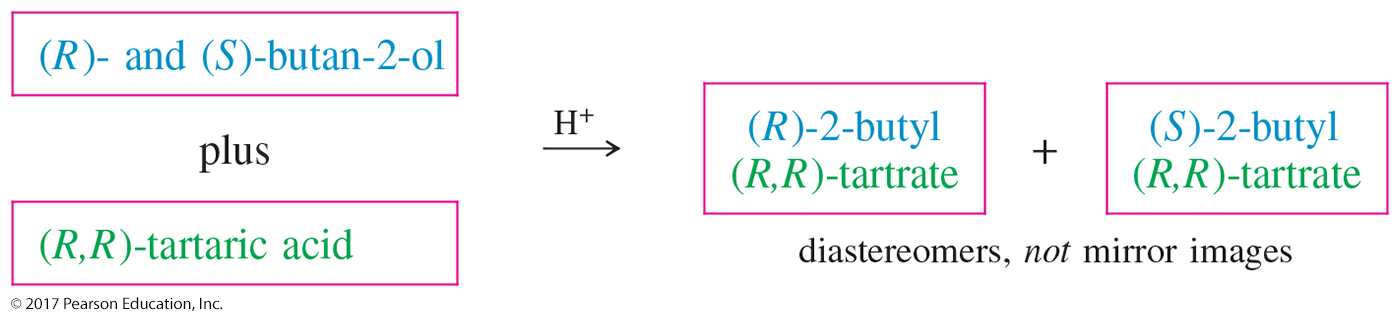 (R)- and (S)-butan-2-ol
plus
(R,R)-tartaric acid
H+
(R)-2-butyl
(R,R)-tartrate
+
(S)-2-butyl
(R,R)-tartrate
diastereomers, not mirror images
© 2017 Pearson Education, Inc.